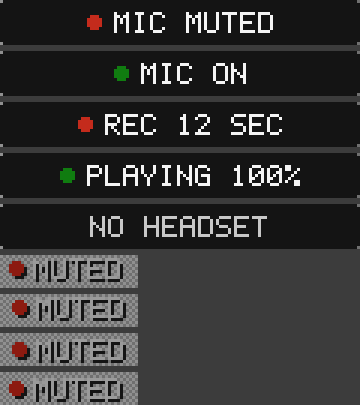 MIC MUTED
MIC ON
REC 12 SEC
PLAYING 100%
NO HEADSET
MUTED
MUTED
MUTED
MUTED